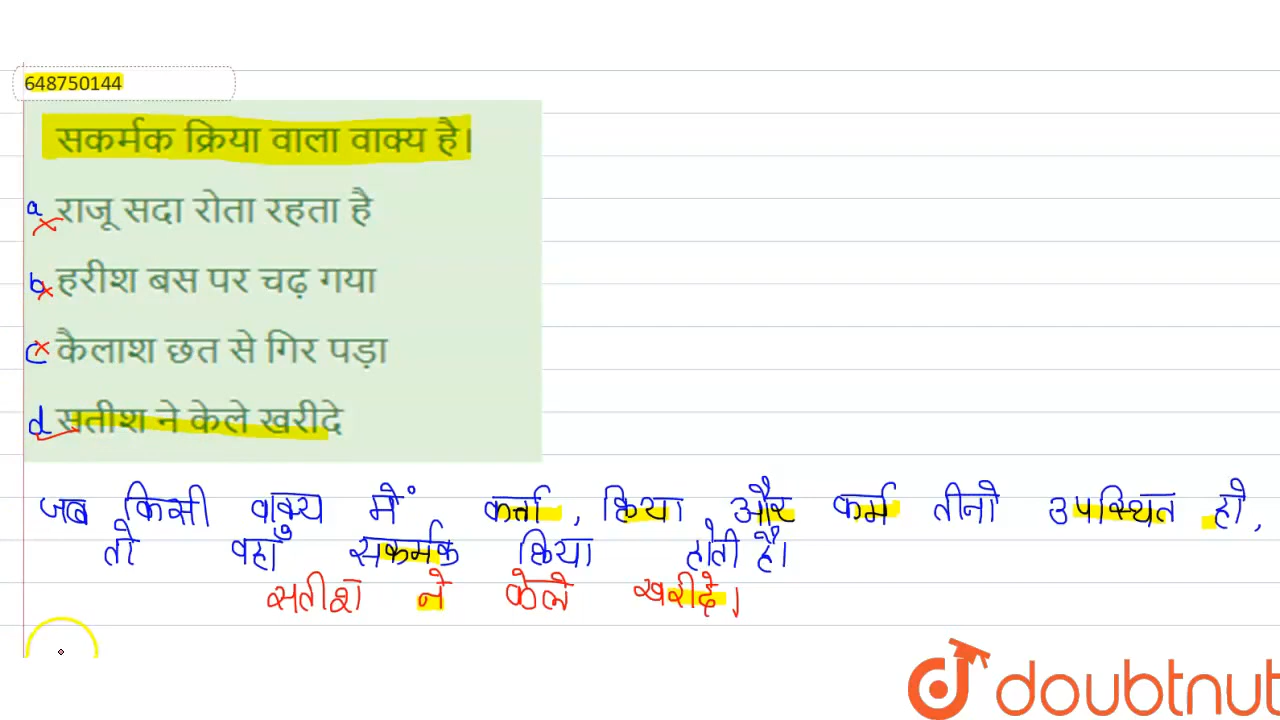 648750144
सकर्मक क्रिया वाला वाक्य है।
a राजू सदा रोता रहता है
b हरीश बस पर चढ़ गया
c कैलाश छत से गिर पड़ा
d सतीश ने केले खरीदे
जब किसी वाक्य में कर्त्ता, क्रिया और कर्म तीनो उपस्थित हो,
तो वहाँ सकर्मक क्रिया होती है।
सतीश ने केले खरीदे।
doubtnut